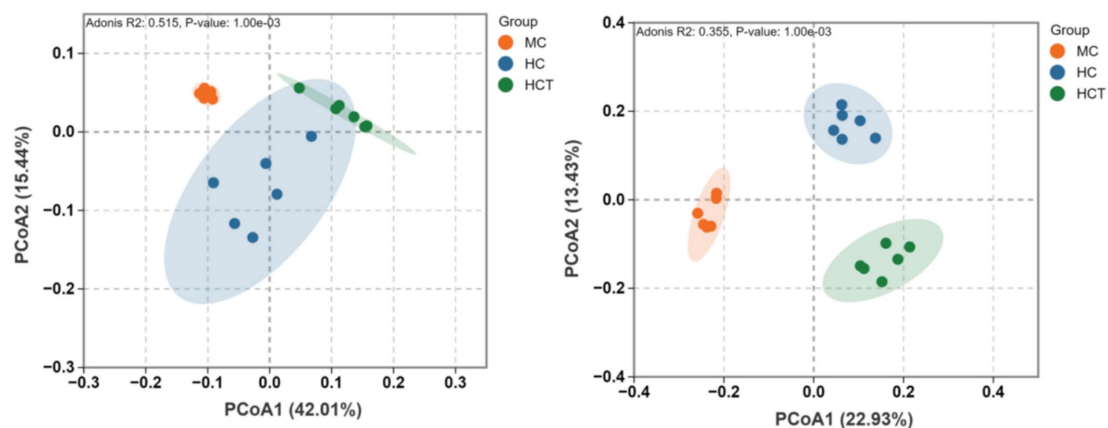 Adonis R2: 0.515, P-value: 1.00e-03
Group
MC
HC
HCT
0.1
0.0
−0.1
−0.2
−0.3
−0.3
−0.2
−0.1
0.0
0.1
0.2
0.3
PCoA2 (15.44%)
PCoA1 (42.01%)
Adonis R2: 0.355, P-value: 1.00e-03
Group
MC
HC
HCT
0.4
0.2
0.0
−0.2
−0.4
−0.4
−0.2
0.0
0.2
0.4
PCoA2 (13.43%)
PCoA1 (22.93%)